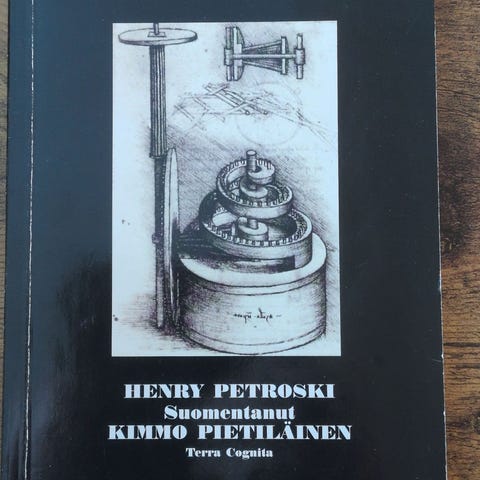 HENRY PETROSKI
Suomentanut
KIMMO PIETILÄINEN
Terra Cognita